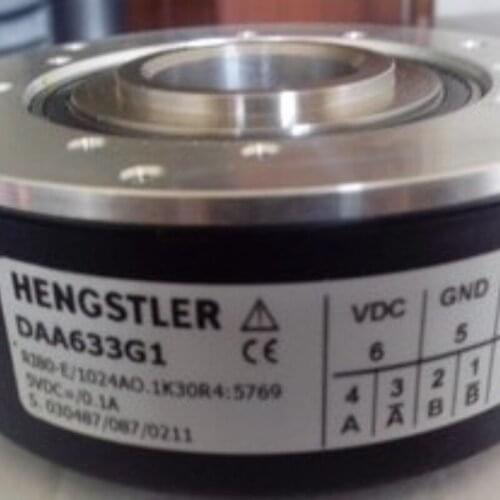 HENGSTLER
DAA633G1
CE
RI80-E/1024AO.1K30R4:5769
5VDC=/0.1A
S. 030487/087/0211
VDC GND
6 5
4 3 2 1
A A̅ B B̅